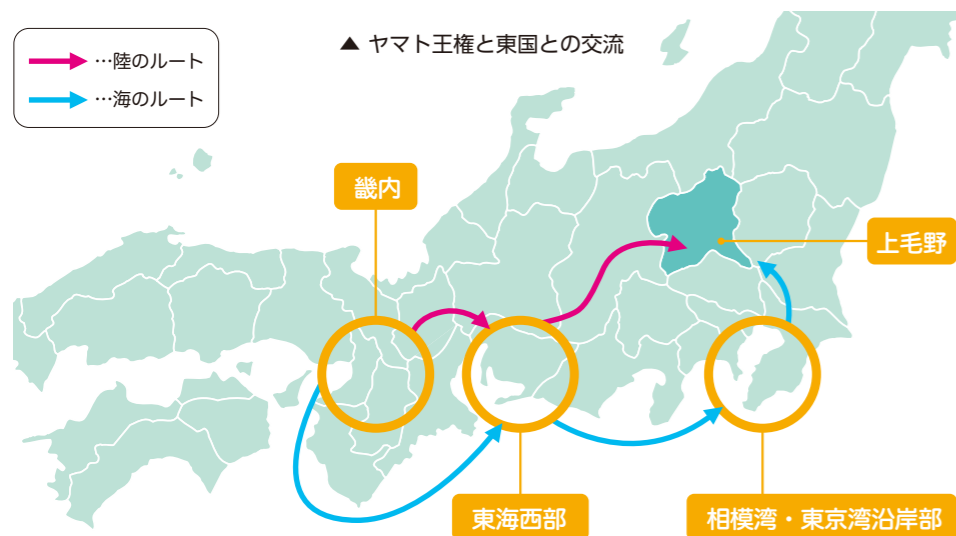 ▲ ヤマト王権と東国との交流
…陸のルート
…海のルート
畿内
上毛野
東海西部
相模湾・東京湾沿岸部